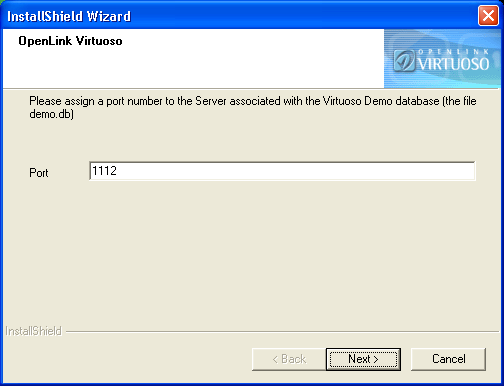 InstallShield Wizard
OpenLink Virtuoso
OPENLINK
VIRTUOSO
Please assign a port number to the Server associated with the Virtuoso Demo database (the file
demo.db)
Port
1112
InstallShield
< Back
Next >
Cancel